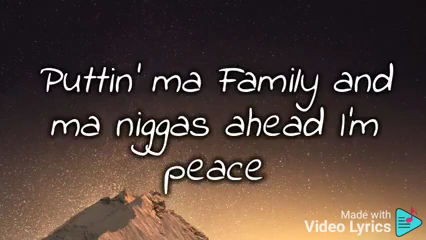 Puttin' ma Family and
ma niggas ahead I'm
peace
Made with
Video Lyrics